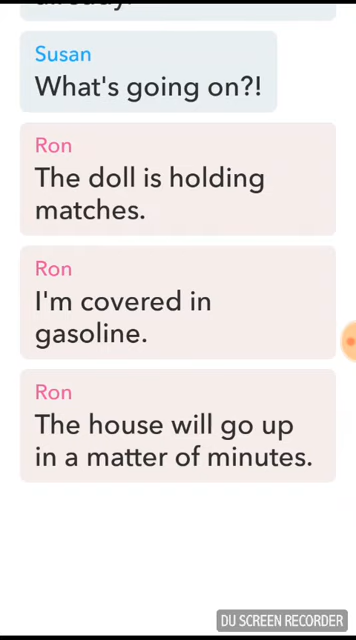 Susan
What's going on?!
Ron
The doll is holding
matches.
Ron
I'm covered in
gasoline.
Ron
The house will go up
in a matter of minutes.
DU SCREEN RECORDER